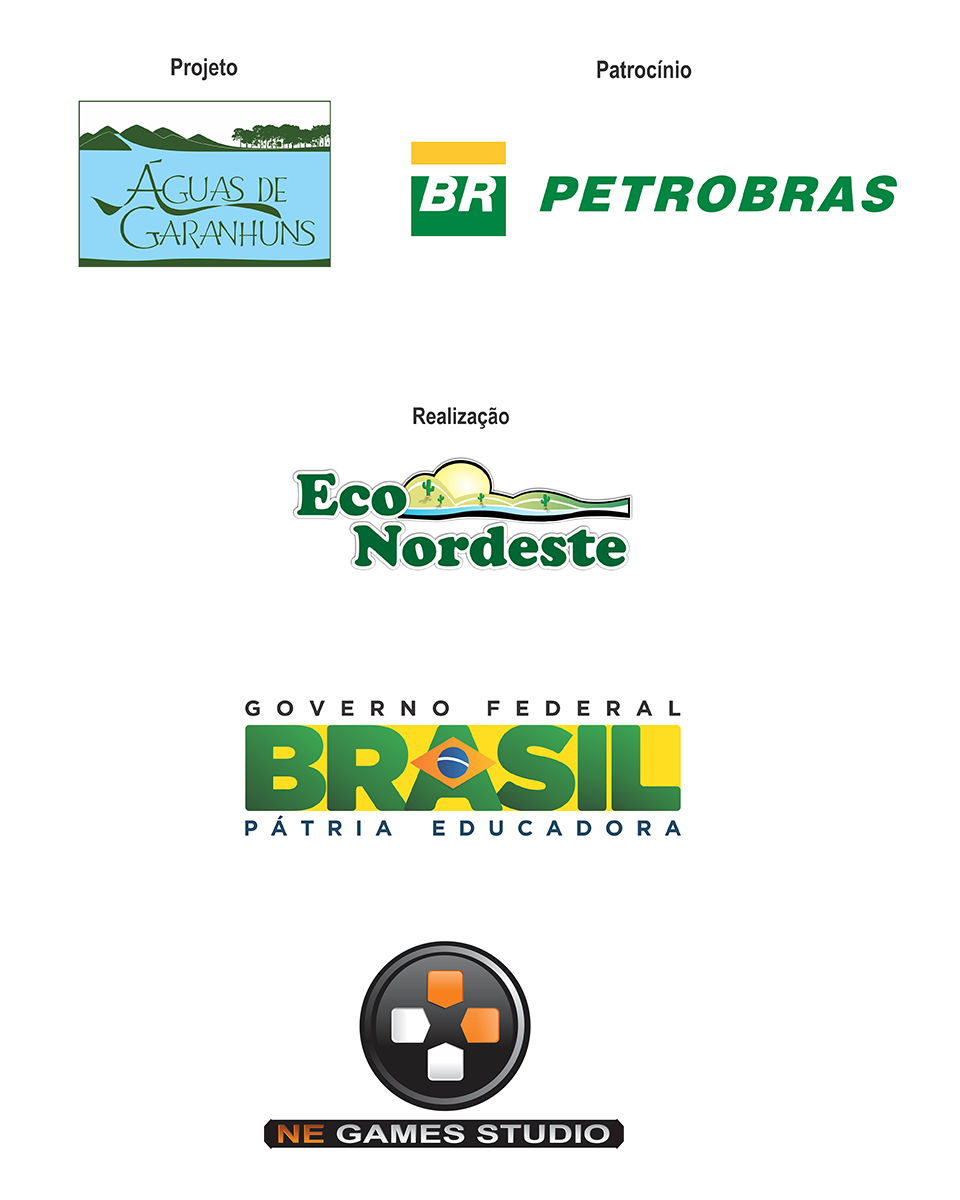 Projeto
Patrocínio
ÁGUAS DE
GARANHUNS
BR PETROBRAS
Realização
Eco
Nordeste
GOVERNO FEDERAL
BRASIL
PÁTRIA EDUCADORA
NE GAMES STUDIO